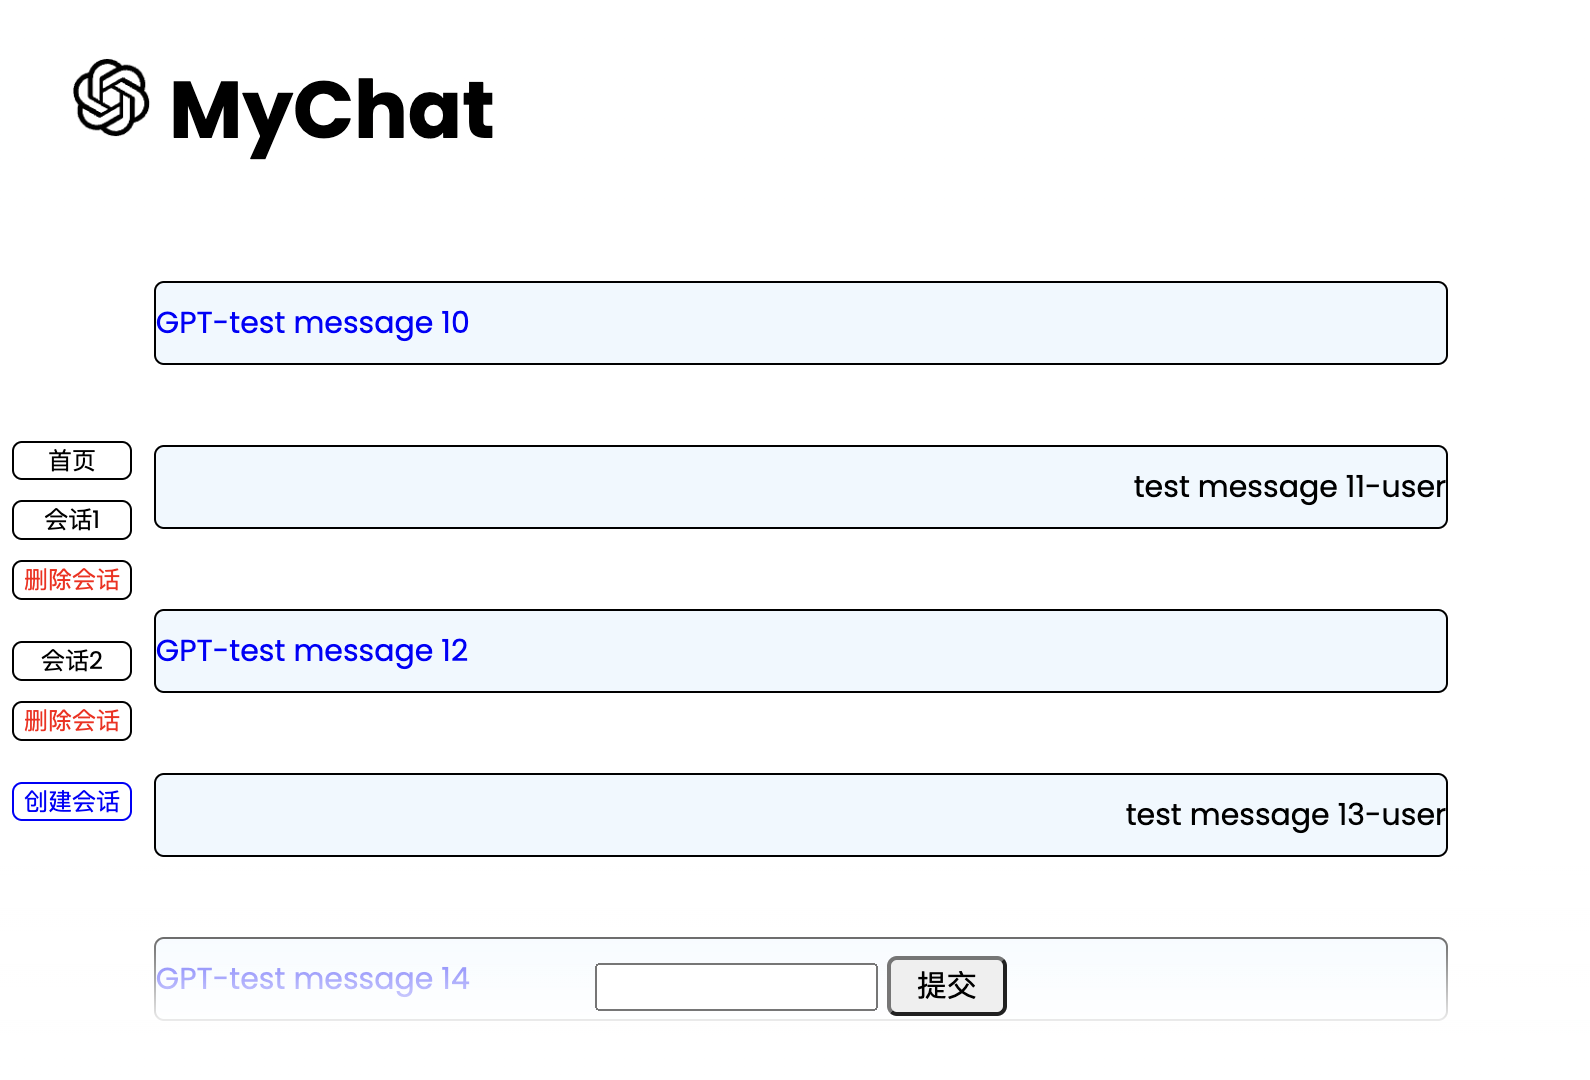 MyChat
GPT-test message 10
首页
会话1
删除会话
会话2
删除会话
创建会话
test message 11-user
GPT-test message 12
test message 13-user
GPT-test message 14
提交